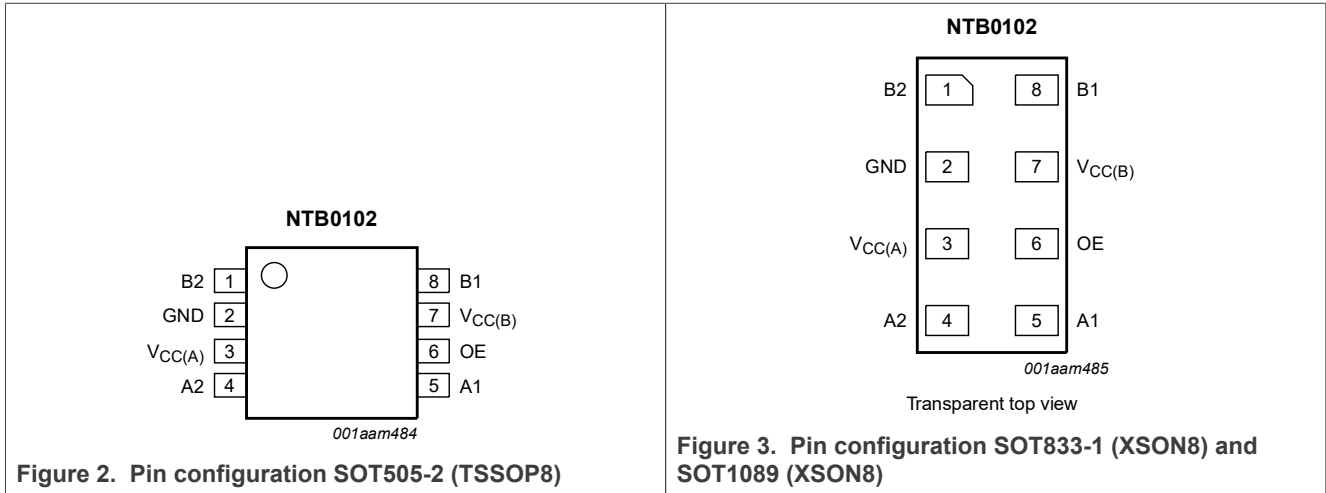 NTB0102
B2 1 8 B1
GND 2 7 VCC(B)
VCC(A) 3 6 OE
A2 4 5 A1
001aam484
Figure 2. Pin configuration SOT505-2 (TSSOP8)
NTB0102
B2 1 8 B1
GND 2 7 VCC(B)
VCC(A) 3 6 OE
A2 4 5 A1
001aam485
Transparent top view
Figure 3. Pin configuration SOT833-1 (XSON8) and
SOT1089 (XSON8)